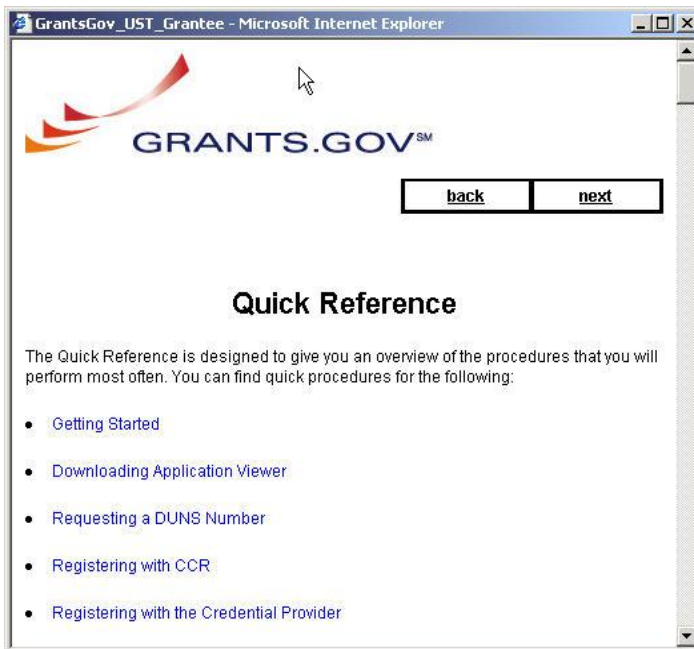 GrantsGov_UST_Grantee - Microsoft Internet Explorer
GRANTS.GOV℠
back next
Quick Reference
The Quick Reference is designed to give you an overview of the procedures that you will
perform most often. You can find quick procedures for the following:
• Getting Started
• Downloading Application Viewer
• Requesting a DUNS Number
• Registering with CCR
• Registering with the Credential Provider